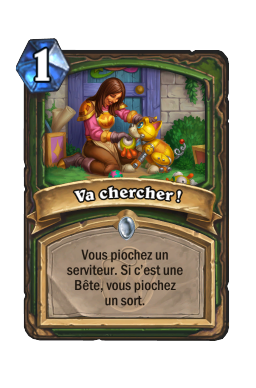 1
Va chercher !
Vous piochez un
serviteur. Si c'est une
Bête, vous piochez
un sort.